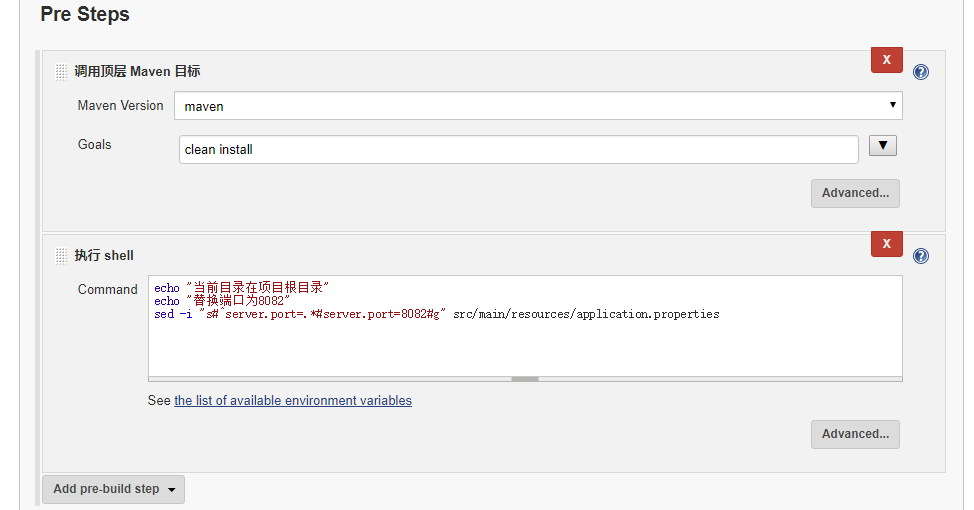 Pre Steps
X
调用顶层 Maven 目标
?
Maven Version
maven
Goals
clean install
Advanced...
X
执行 shell
?
Command
echo "当前目录在项目根目录"
echo "替换端口为8082"
sed -i "s#^server.port=.*#server.port=8082#g" src/main/resources/application.properties
See the list of available environment variables
Advanced...
Add pre-build step